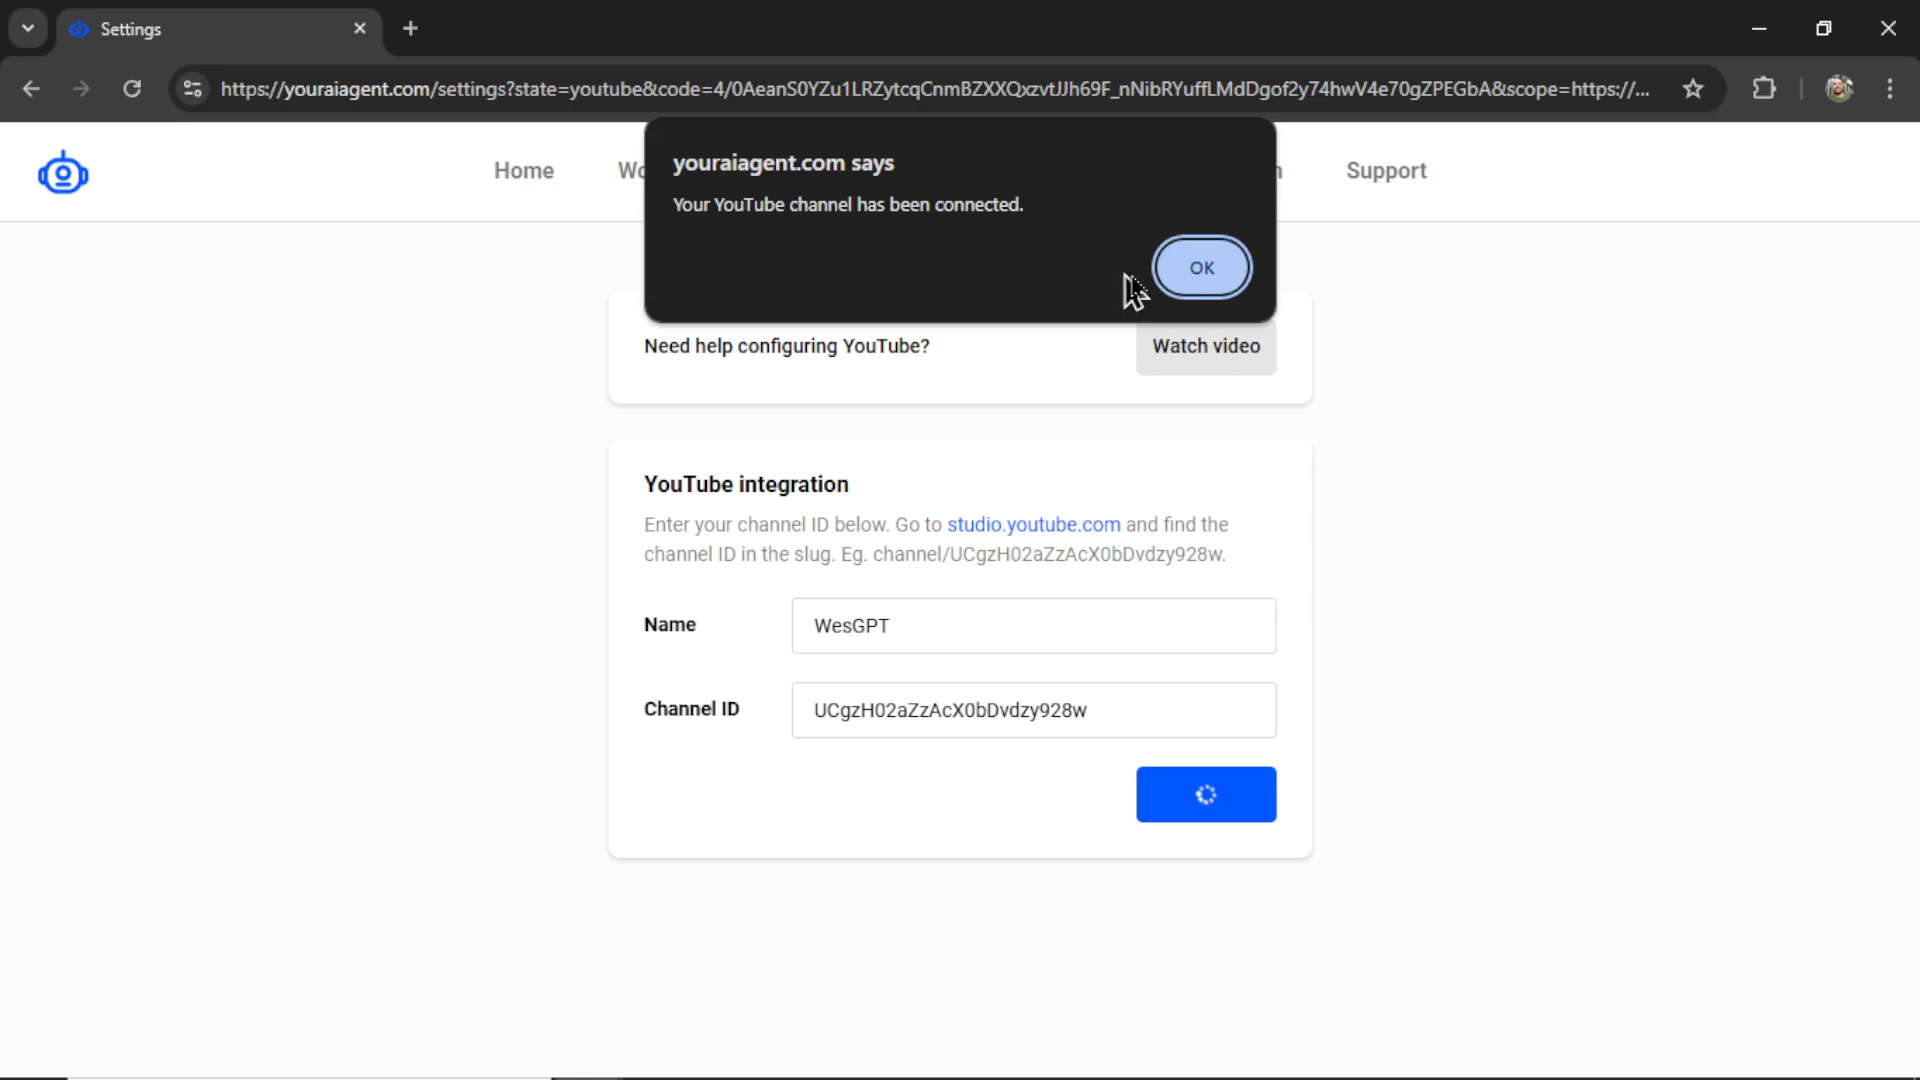 Settings
https://youraiagent.com/settings?state=youtube&code=4/0AeanS0YZu1LRZytcqCnmBZXXQxzvtJJh69F_nNibRYuffLMdDgof2y74hwV4e70gZPEGbA&scope=https://...
youraiagent.com says
Your YouTube channel has been connected.
OK
Home
Support
Need help configuring YouTube?
Watch video
YouTube integration
Enter your channel ID below. Go to studio.youtube.com and find the
channel ID in the slug. Eg. channel/UCgzH02aZzAcX0bDvdzy928w.
Name
WesGPT
Channel ID
UCgzH02aZzAcX0bDvdzy928w